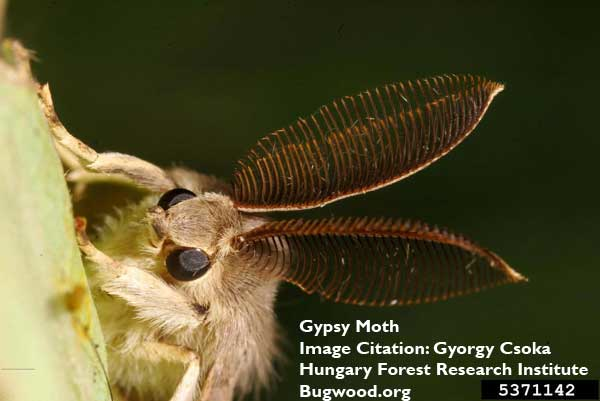 Gypsy Moth
Image Citation: Gyorgy Csoka
Hungary Forest Research Institute
Bugwood.org
5371142